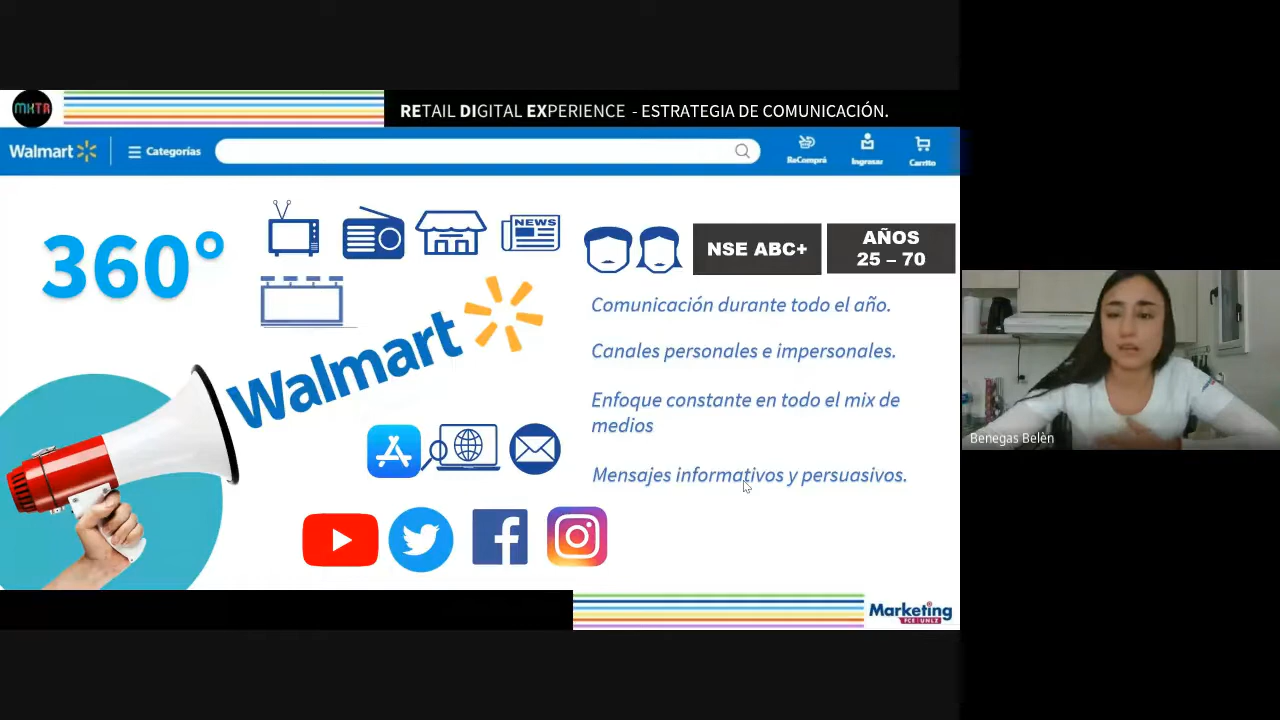 MKTR
RETAIL DIGITAL EXPERIENCE - ESTRATEGIA DE COMUNICACIÓN.
Walmart
Categorías
ReComprá
Ingresar
Carrito
360°
NEWS
NSE ABC+
AÑOS
25 – 70
Comunicación durante todo el año.
Canales personales e impersonales.
Walmart
Enfoque constante en todo el mix de
medios
Mensajes informativos y persuasivos.
Benegas Belèn
Marketing
FCE UNLZ